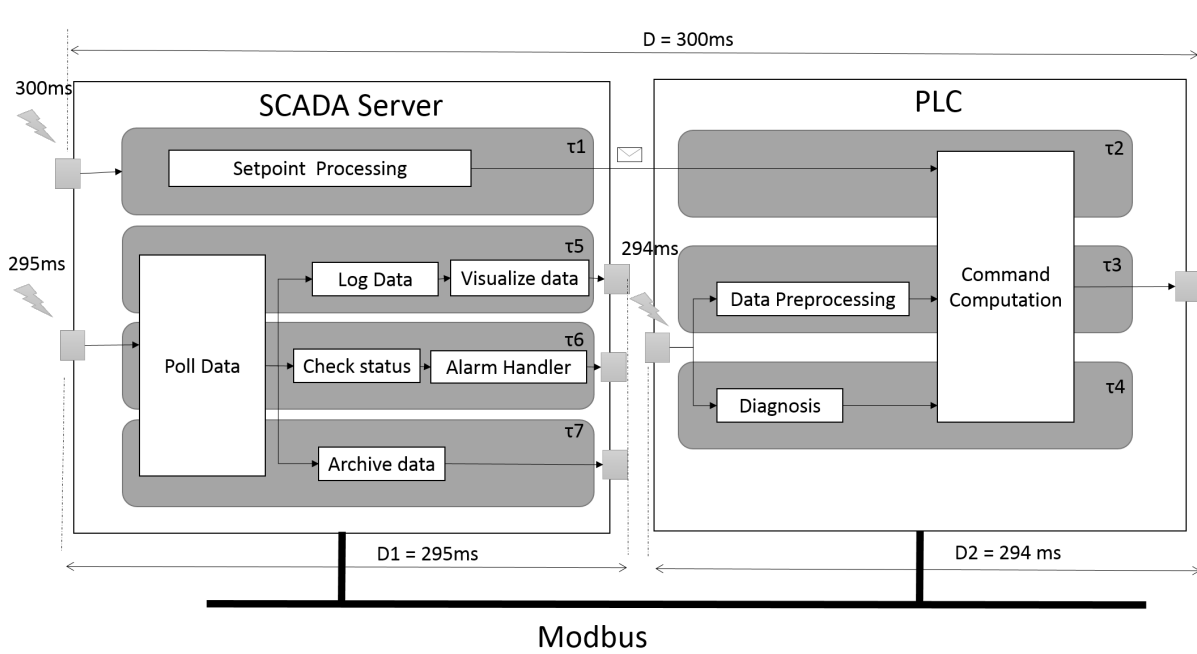 D = 300ms
300ms
SCADA Server
PLC
τ1
Setpoint Processing
τ2
295ms
τ5
Log Data
Visualize data
294ms
τ3
Data Preprocessing
Command
Computation
τ6
Poll Data
Check status
Alarm Handler
τ4
Diagnosis
τ7
Archive data
D1 = 295ms
D2 = 294 ms
Modbus